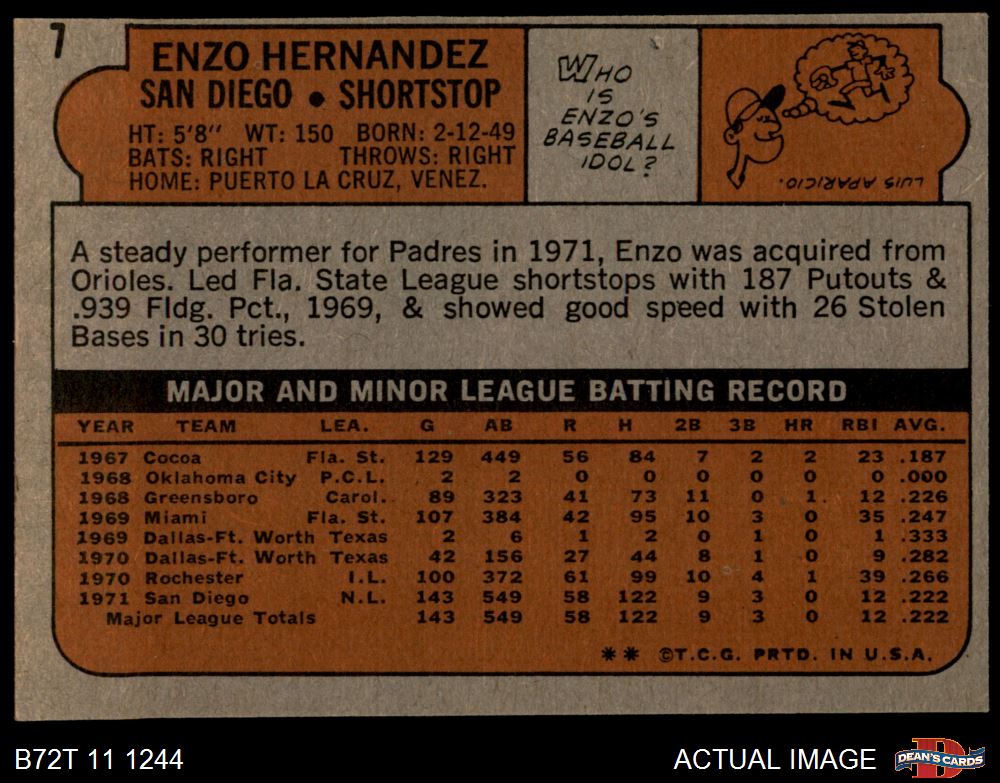 7
ENZO HERNANDEZ
SAN DIEGO • SHORTSTOP
HT: 5'8" WT: 150 BORN: 2-12-49
BATS: RIGHT THROWS: RIGHT
HOME: PUERTO LA CRUZ, VENEZ.
WHO
IS
ENZO'S
BASEBALL
IDOL?
LUIS APARICIO.
A steady performer for Padres in 1971, Enzo was acquired from
Orioles. Led Fla. State League shortstops with 187 Putouts &
.939 Fldg. Pct., 1969, & showed good speed with 26 Stolen
Bases in 30 tries.
MAJOR AND MINOR LEAGUE BATTING RECORD
YEAR TEAM LEA. G AB R H 2B 3B HR RBI AVG.
1967 Cocoa Fla. St. 129 449 56 84 7 2 2 23 .187
1968 Oklahoma City P.C.L. 2 2 0 0 0 0 0 0 .000
1968 Greensboro Carol. 89 323 41 73 11 0 1 12 .226
1969 Miami Fla. St. 107 384 42 95 10 3 0 35 .247
1969 Dallas-Ft. Worth Texas 2 6 1 2 0 1 0 1 .333
1970 Dallas-Ft. Worth Texas 42 156 27 44 8 1 0 9 .282
1970 Rochester I.L. 100 372 61 99 10 4 1 39 .266
1971 San Diego N.L. 143 549 58 122 9 3 0 12 .222
Major League Totals 143 549 58 122 9 3 0 12 .222
** ©T.C.G. PRTD. IN U.S.A.
B72T 11 1244
ACTUAL IMAGE
D
DEAN'S CARDS